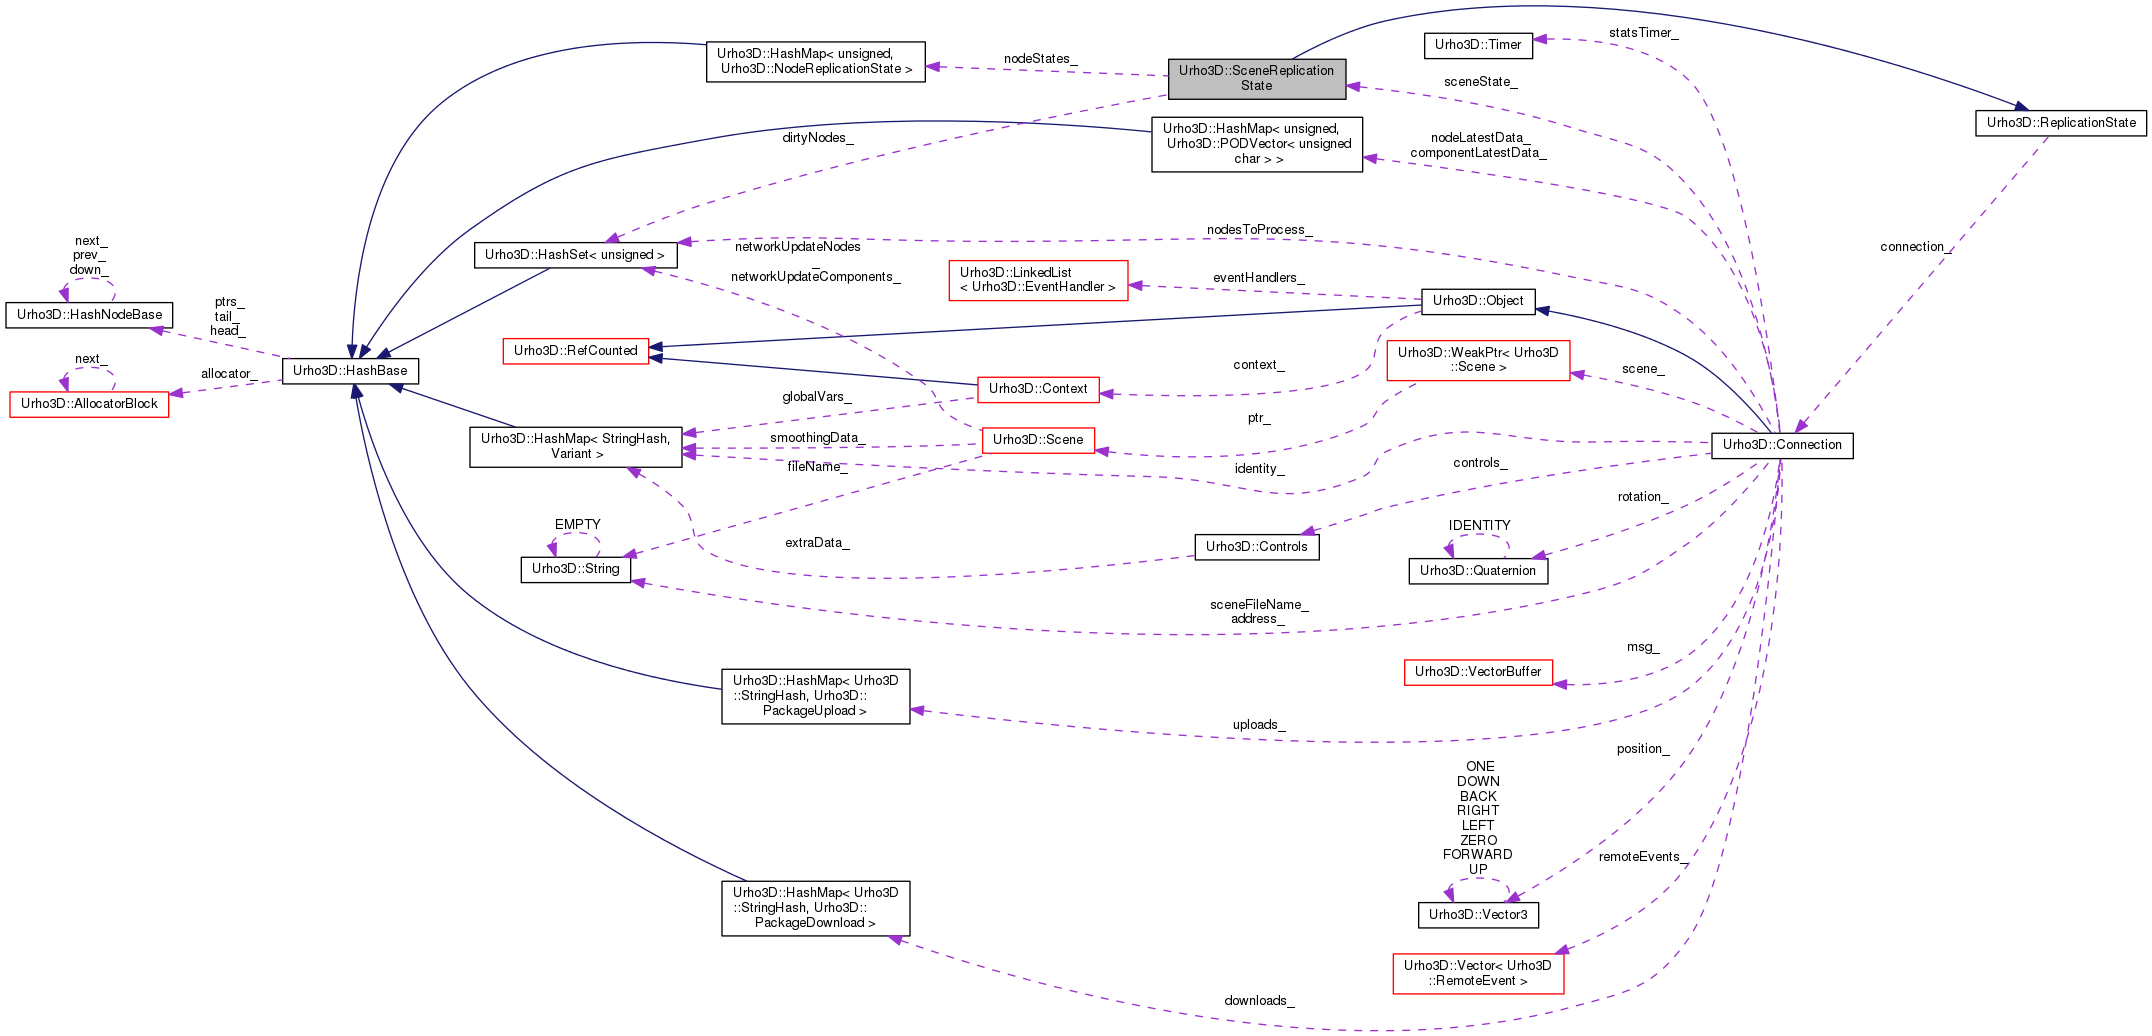 Urho3D::HashMap< unsigned,
Urho3D::NodeReplicationState >
nodeStates_
Urho3D::SceneReplication
State
Urho3D::Timer
statsTimer_
sceneState_
Urho3D::ReplicationState
dirtyNodes_
Urho3D::HashMap< unsigned,
Urho3D::PODVector< unsigned
char > >
nodeLatestData_
componentLatestData_
connection_
nodesToProcess_
Urho3D::HashSet< unsigned >
networkUpdateNodes
_
networkUpdateComponents_
Urho3D::LinkedList
< Urho3D::EventHandler >
eventHandlers_
Urho3D::Object
next_
prev_
down_
Urho3D::HashNodeBase
ptrs_
tail_
head_
Urho3D::RefCounted
Urho3D::WeakPtr< Urho3D
::Scene >
scene_
context_
next_
allocator_
Urho3D::HashBase
Urho3D::AllocatorBlock
Urho3D::Context
globalVars_
ptr_
Urho3D::HashMap< StringHash,
Variant >
smoothingData_
Urho3D::Scene
Urho3D::Connection
fileName_
identity_
controls_
rotation_
EMPTY
Urho3D::String
extraData_
Urho3D::Controls
IDENTITY
Urho3D::Quaternion
sceneFileName_
address_
msg_
Urho3D::VectorBuffer
Urho3D::HashMap< Urho3D
::StringHash, Urho3D::
PackageUpload >
uploads_
position_
ONE
DOWN
BACK
RIGHT
LEFT
ZERO
FORWARD
UP
remoteEvents_
Urho3D::Vector3
Urho3D::HashMap< Urho3D
::StringHash, Urho3D::
PackageDownload >
Urho3D::Vector< Urho3D
::RemoteEvent >
downloads_